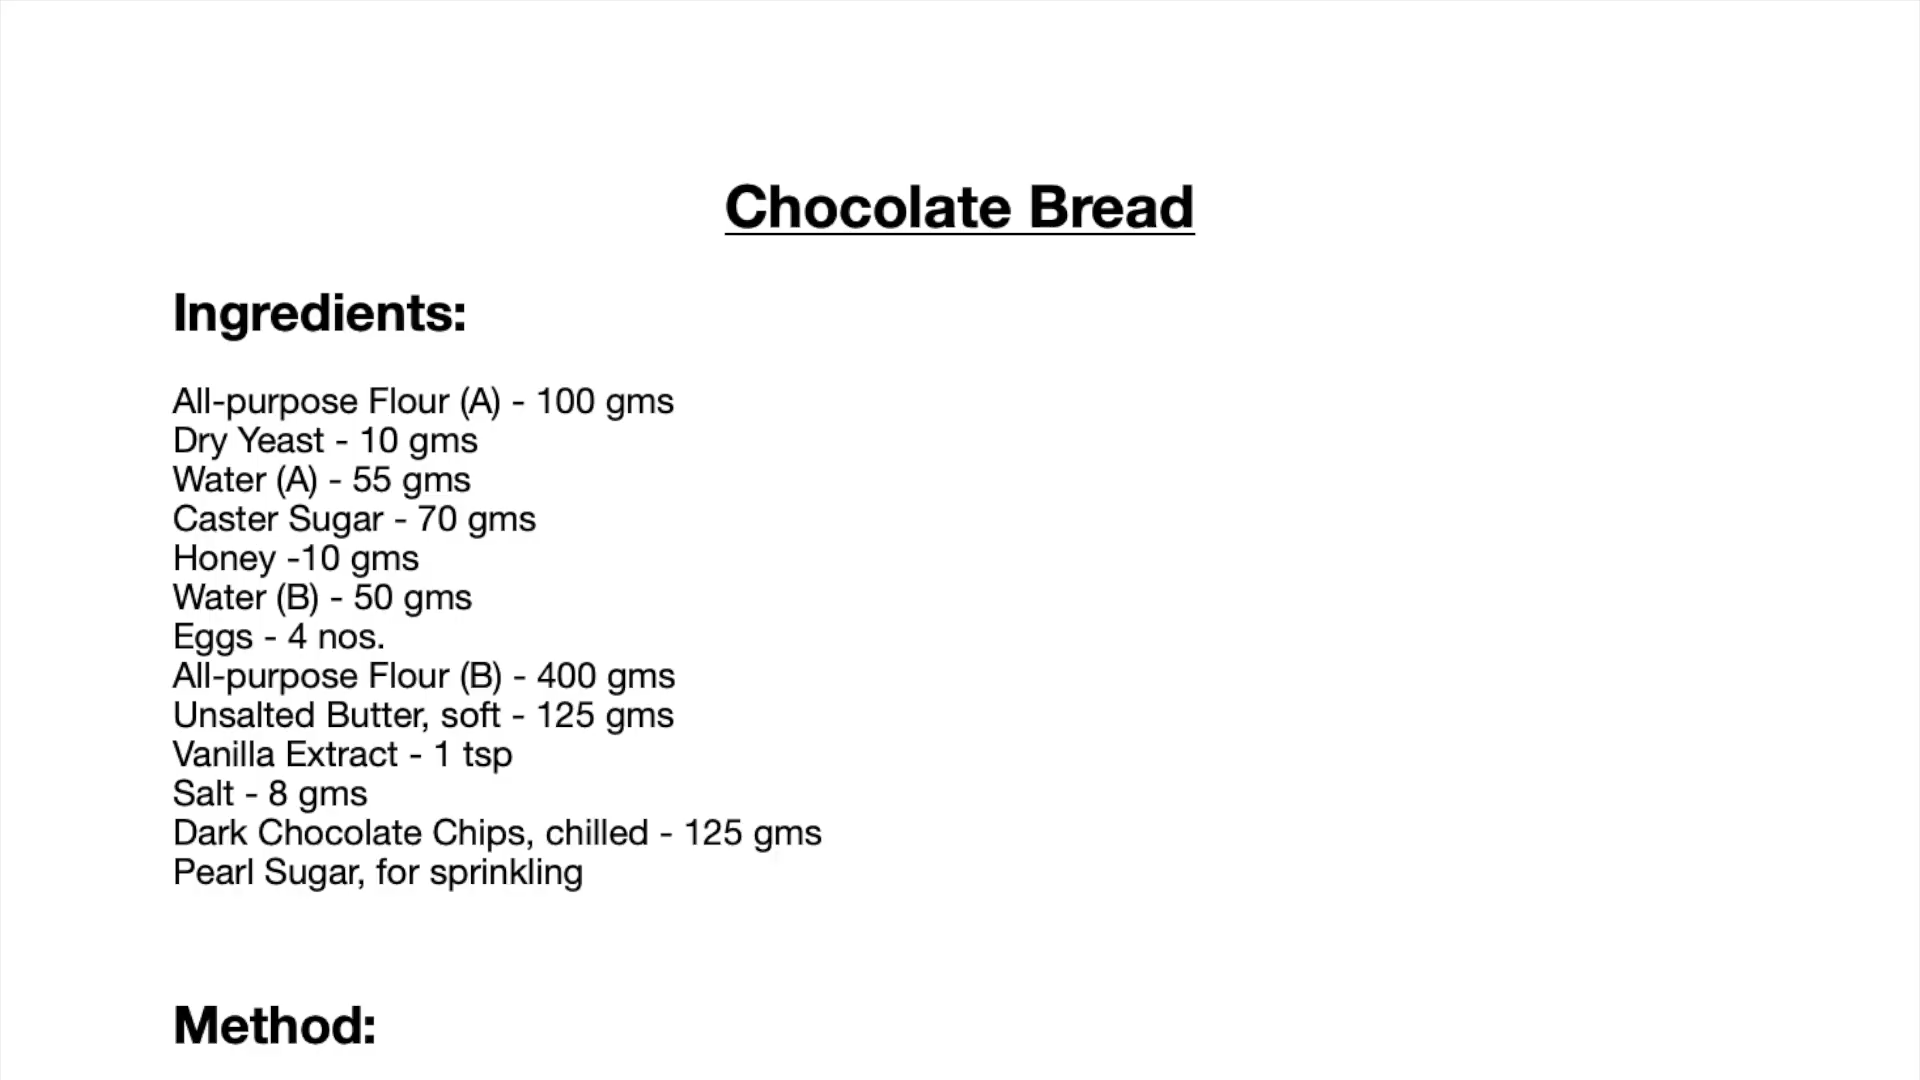 Chocolate Bread
Ingredients:
All-purpose Flour (A) - 100 gms
Dry Yeast - 10 gms
Water (A) - 55 gms
Caster Sugar - 70 gms
Honey -10 gms
Water (B) - 50 gms
Eggs - 4 nos.
All-purpose Flour (B) - 400 gms
Unsalted Butter, soft - 125 gms
Vanilla Extract - 1 tsp
Salt - 8 gms
Dark Chocolate Chips, chilled - 125 gms
Pearl Sugar, for sprinkling
Method: